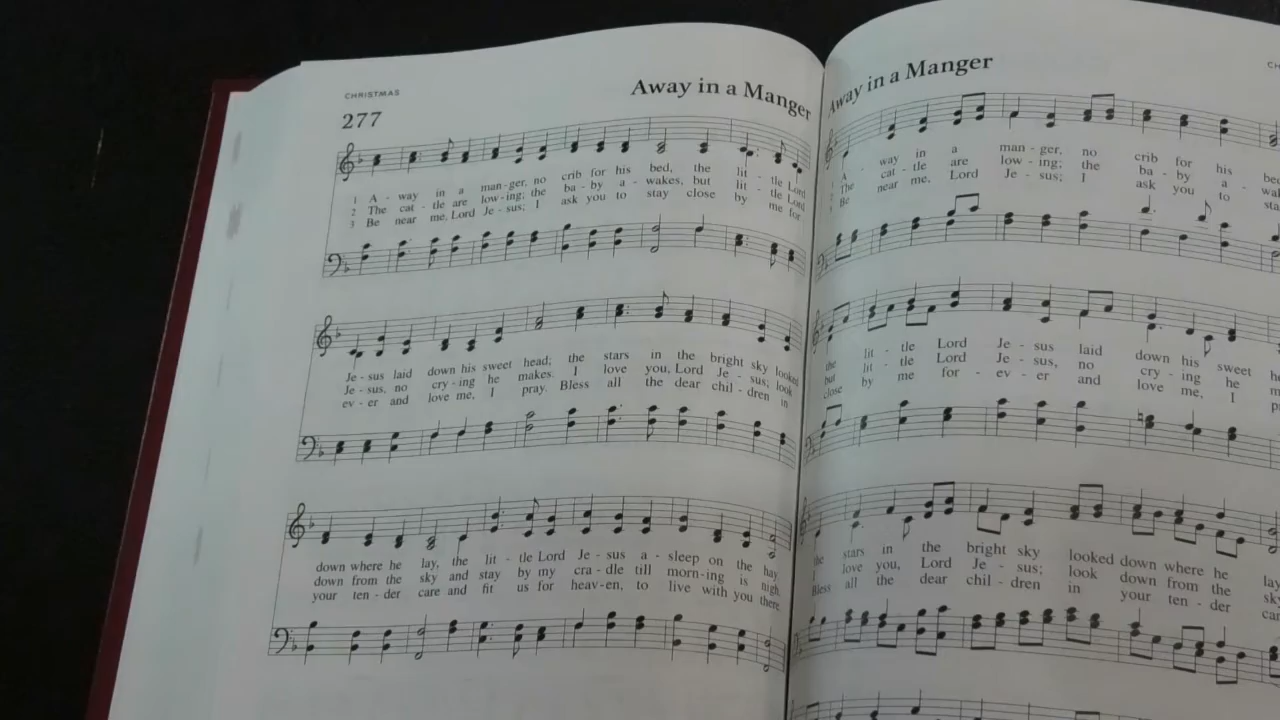 CHRISTMAS
277
Away in a Manger
1 A - way in a man-ger, no crib for his bed, the lit - tle Lord
2 The cat - tle are low-ing; the ba - by a - wakes, but lit - tle Lord
3 Be near me, Lord Je - sus; I ask you to stay close by me for
Je - sus laid down his sweet head; the stars in the bright sky looked
Je - sus, no cry - ing he makes. I love you, Lord Je - sus; look
ev - er and love me, I pray. Bless all the dear chil - dren in
down where he lay, the lit - tle Lord Je - sus a - sleep on the hay.
down from the sky and stay by my cra - dle till morn-ing is nigh.
your ten - der care and fit us for heav-en, to live with you there.
Away in a Manger
1 A - way in a man - ger, no crib for his
2 The cat - tle are low - ing; the ba - by a -
3 Be near me, Lord Je - sus; I ask you to
the lit - tle Lord Je - sus laid down his sweet
but lit - tle Lord Je - sus, no cry - ing he
close by me for - ev - er and love me, I
the stars in the bright sky looked down where he
I love you, Lord Je - sus; look down from the
Bless all the dear chil - dren in your ten - der